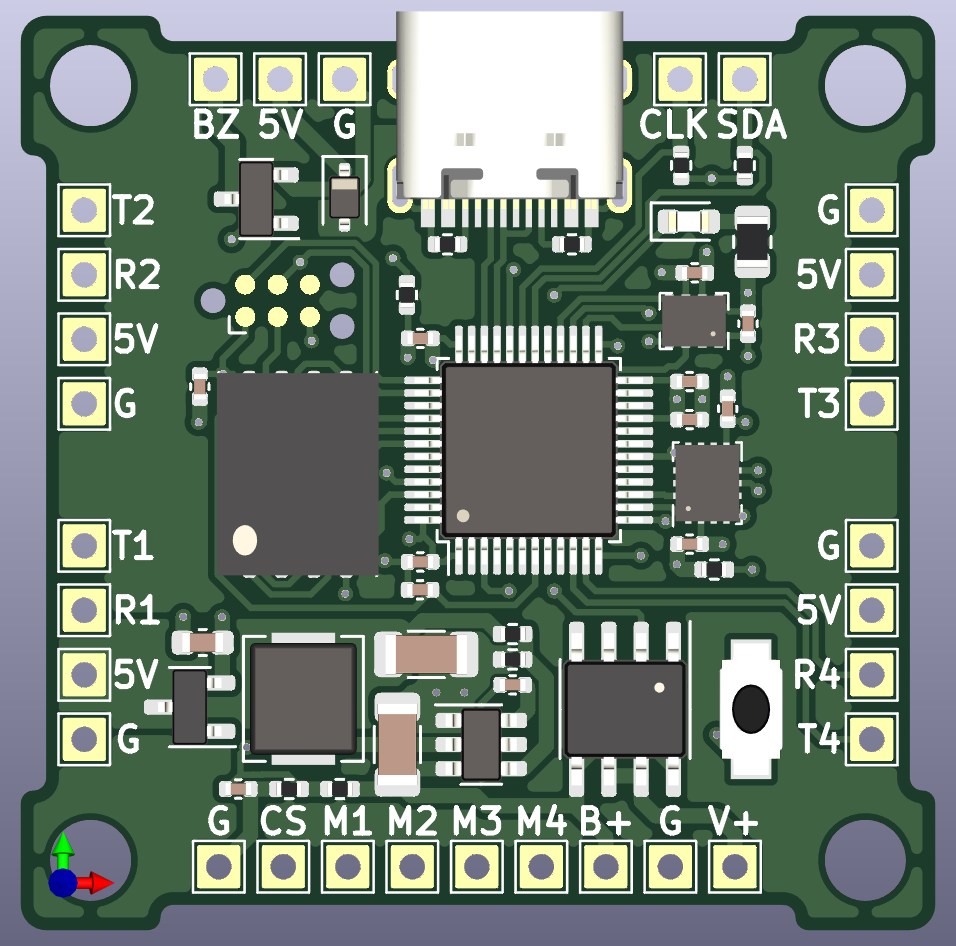 BZ 5V G CLK SDA
T2 G
R2 5V
5V R3
G T3
T1 G
R1 5V
5V R4
G T4
G CS M1 M2 M3 M4 B+ G V+